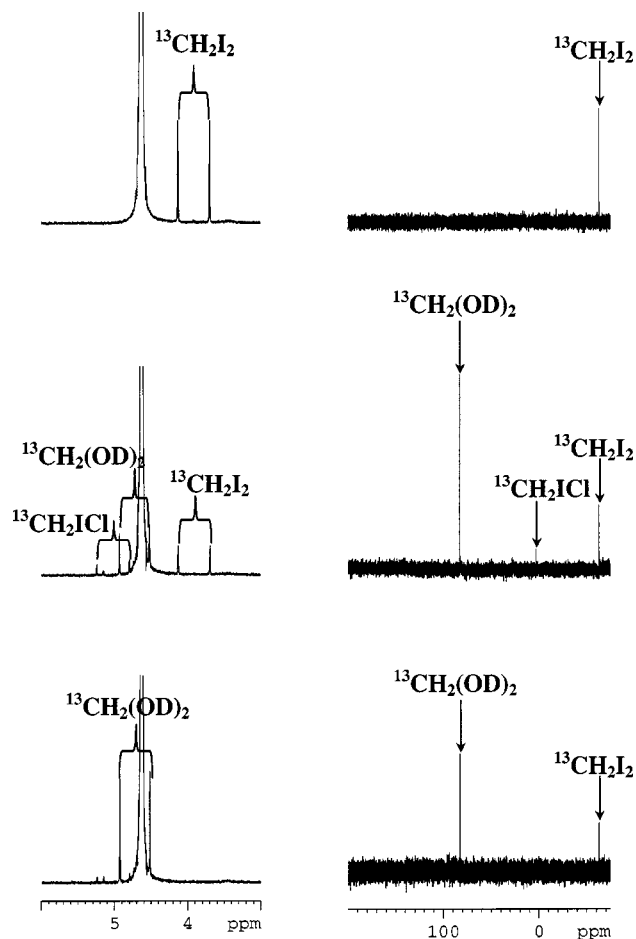 ¹³CH₂I₂
¹³CH₂I₂
¹³CH₂(OD)₂
¹³CH₂(OD)₂
¹³CH₂I₂
¹³CH₂ICl
¹³CH₂I₂
¹³CH₂ICl
¹³CH₂(OD)₂
¹³CH₂(OD)₂
¹³CH₂I₂
5 4 ppm
100 0 ppm